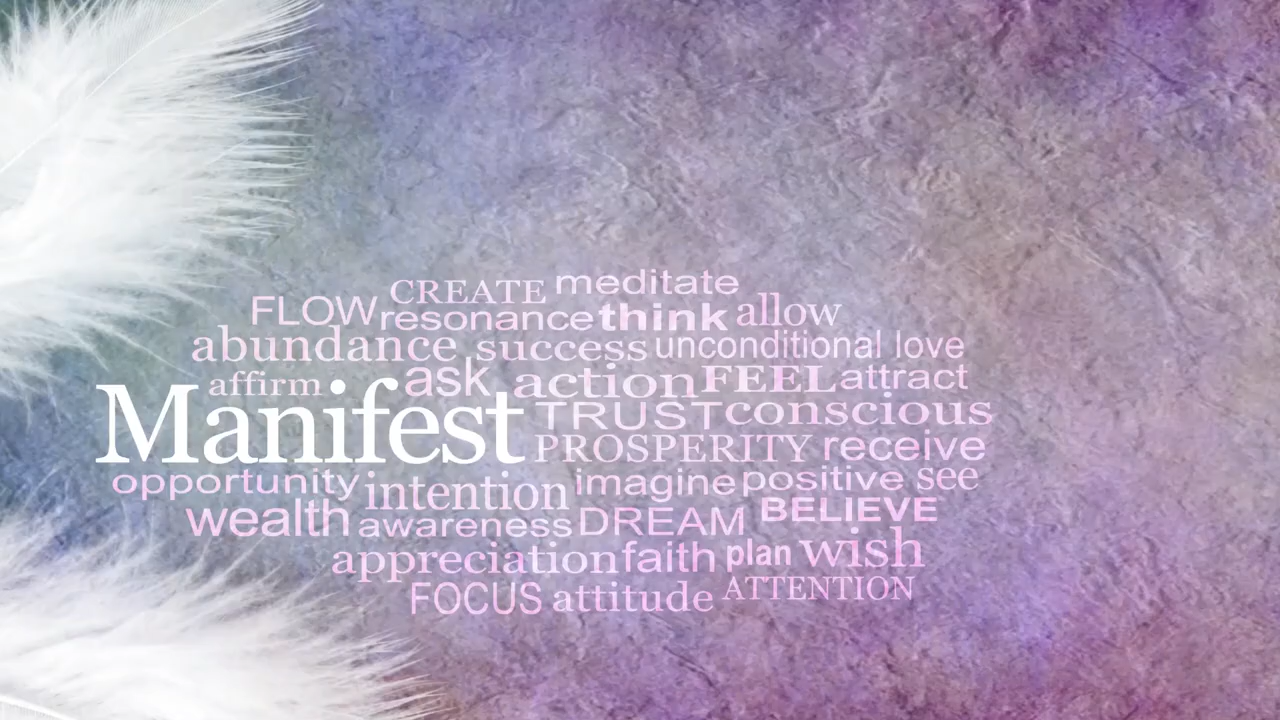 CREATE meditate
FLOW resonance think allow
abundance success unconditional love
affirm ask action FEEL attract
Manifest TRUST conscious
PROSPERITY receive
opportunity intention imagine positive see
wealth awareness DREAM BELIEVE
appreciation faith plan wish
FOCUS attitude ATTENTION